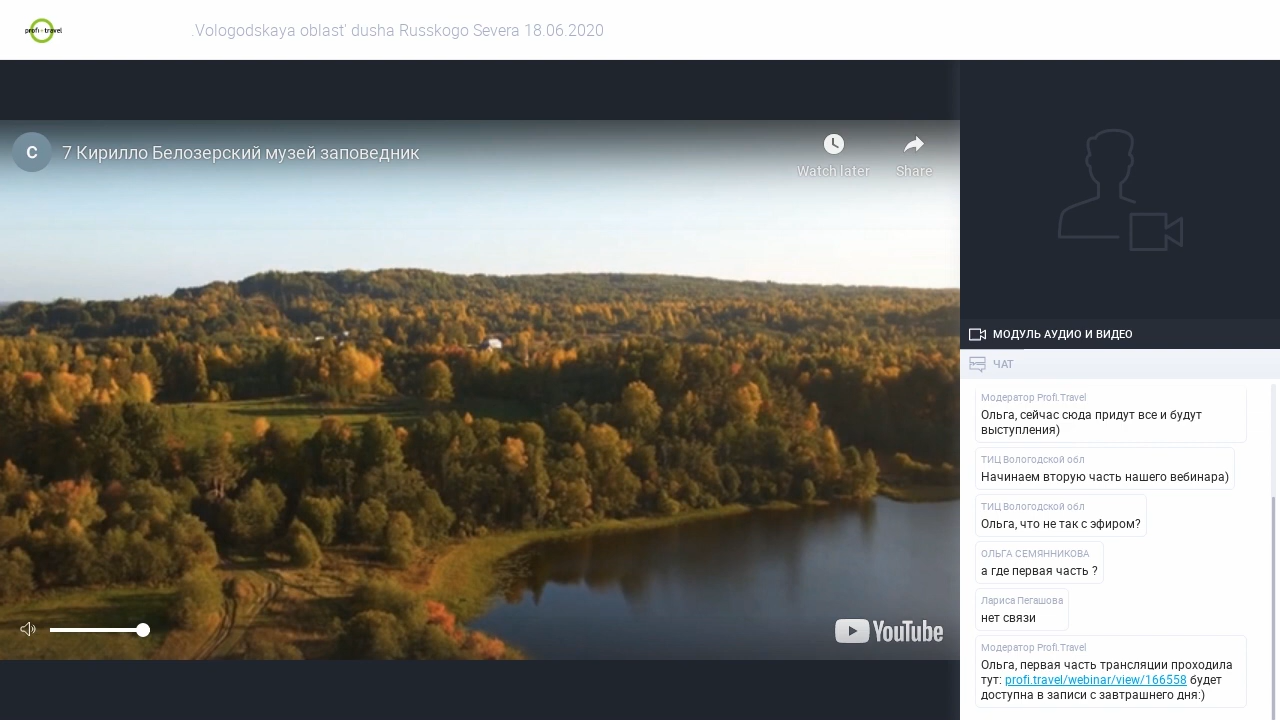 profi travel
.Vologodskaya oblast' dusha Russkogo Severa 18.06.2020
С
7 Кирилло Белозерский музей заповедник
Watch later
Share
YouTube
МОДУЛЬ АУДИО И ВИДЕО
ЧАТ
Модератор Profi.Travel
Ольга, сейчас сюда придут все и будут
выступления)
ТИЦ Вологодской обл
Начинаем вторую часть нашего вебинара)
ТИЦ Вологодской обл
Ольга, что не так с эфиром?
ОЛЬГА СЕМЯННИКОВА
а где первая часть ?
Лариса Пегашова
нет связи
Модератор Profi.Travel
Ольга, первая часть трансляции проходила
тут: profi.travel/webinar/view/166558 будет
доступна в записи с завтрашнего дня:)